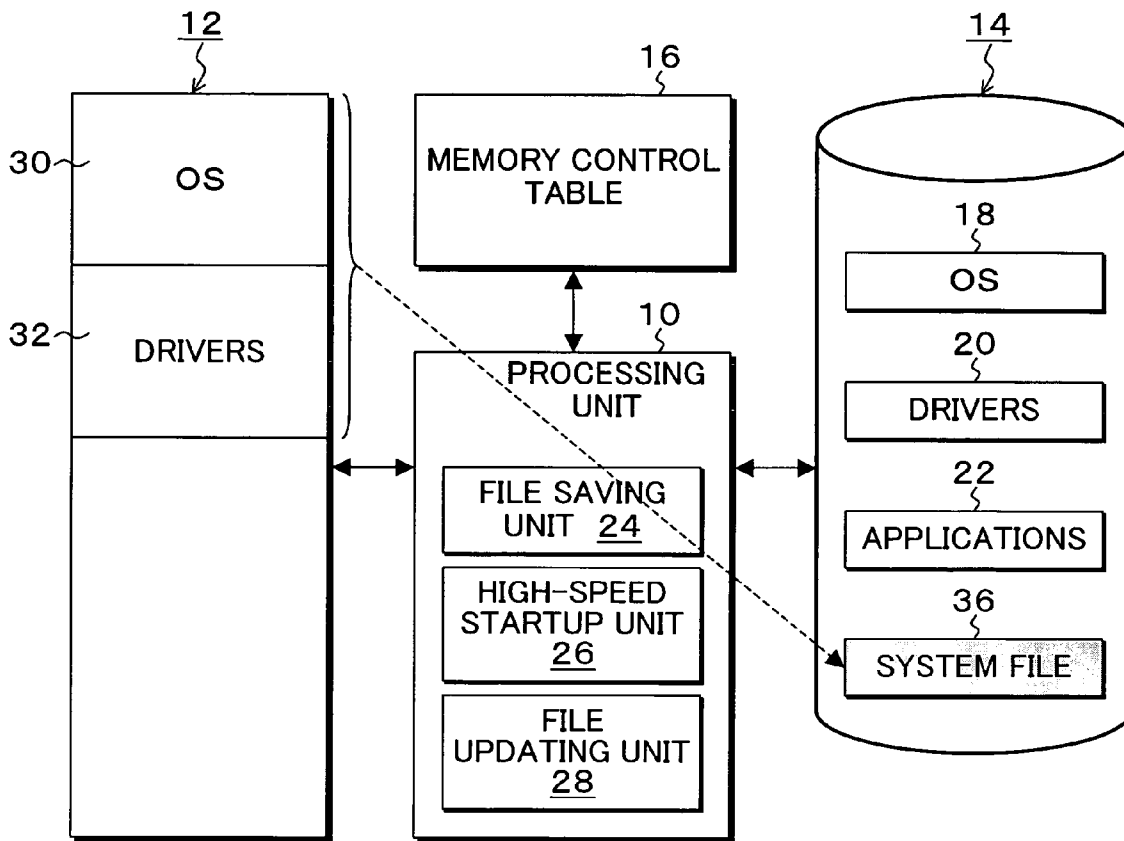 12
30
OS
32
DRIVERS
16
MEMORY CONTROL
TABLE
10
PROCESSING
UNIT
FILE SAVING
UNIT 24
HIGH-SPEED
STARTUP UNIT
26
FILE
UPDATING UNIT
28
14
18
OS
20
DRIVERS
22
APPLICATIONS
36
SYSTEM FILE